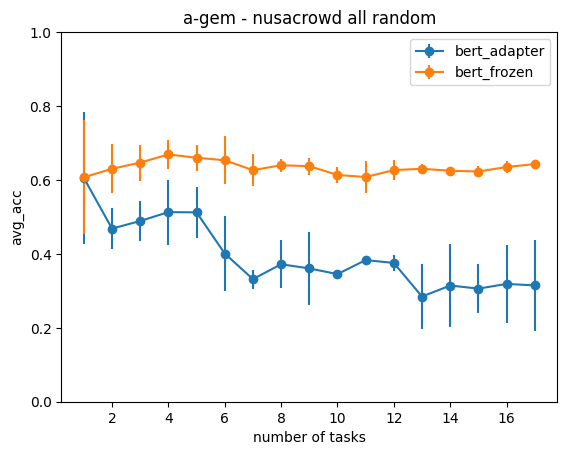 a-gem - nusacrowd all random
bert_adapter
bert_frozen
avg_acc
1.0
0.8
0.6
0.4
0.2
0.0
2 4 6 8 10 12 14 16
number of tasks